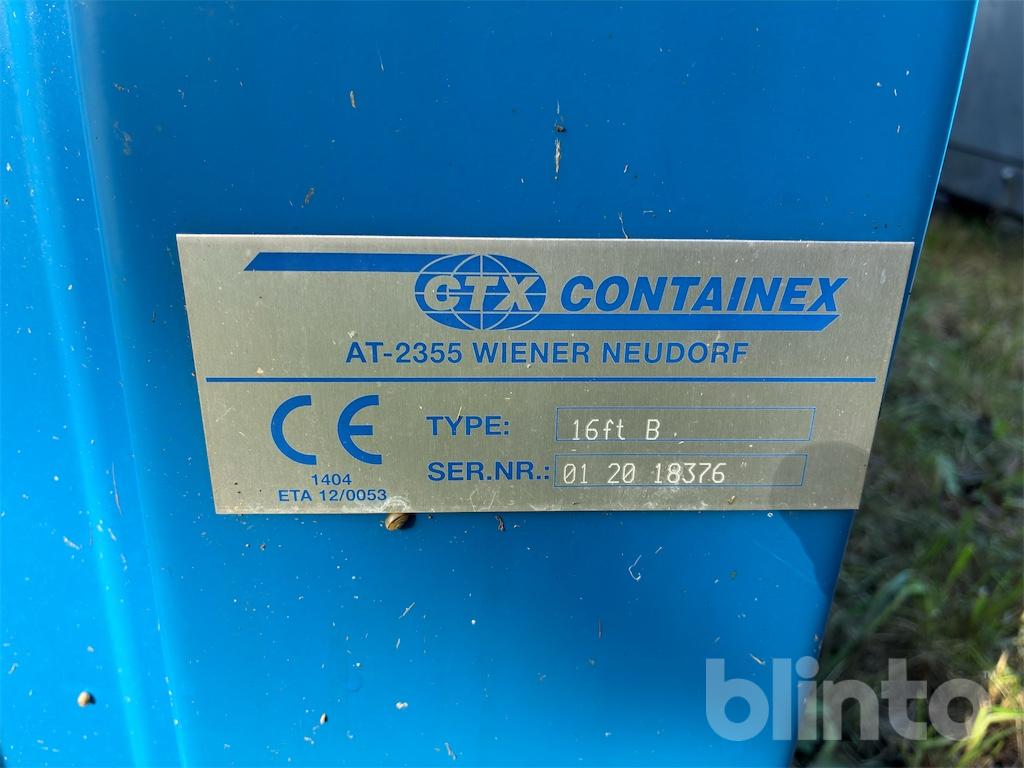 CTX CONTAINEX
AT-2355 WIENER NEUDORF
CE
1404
ETA 12/0053
TYPE: 16ft B
SER.NR.: 01 20 18376
blinto